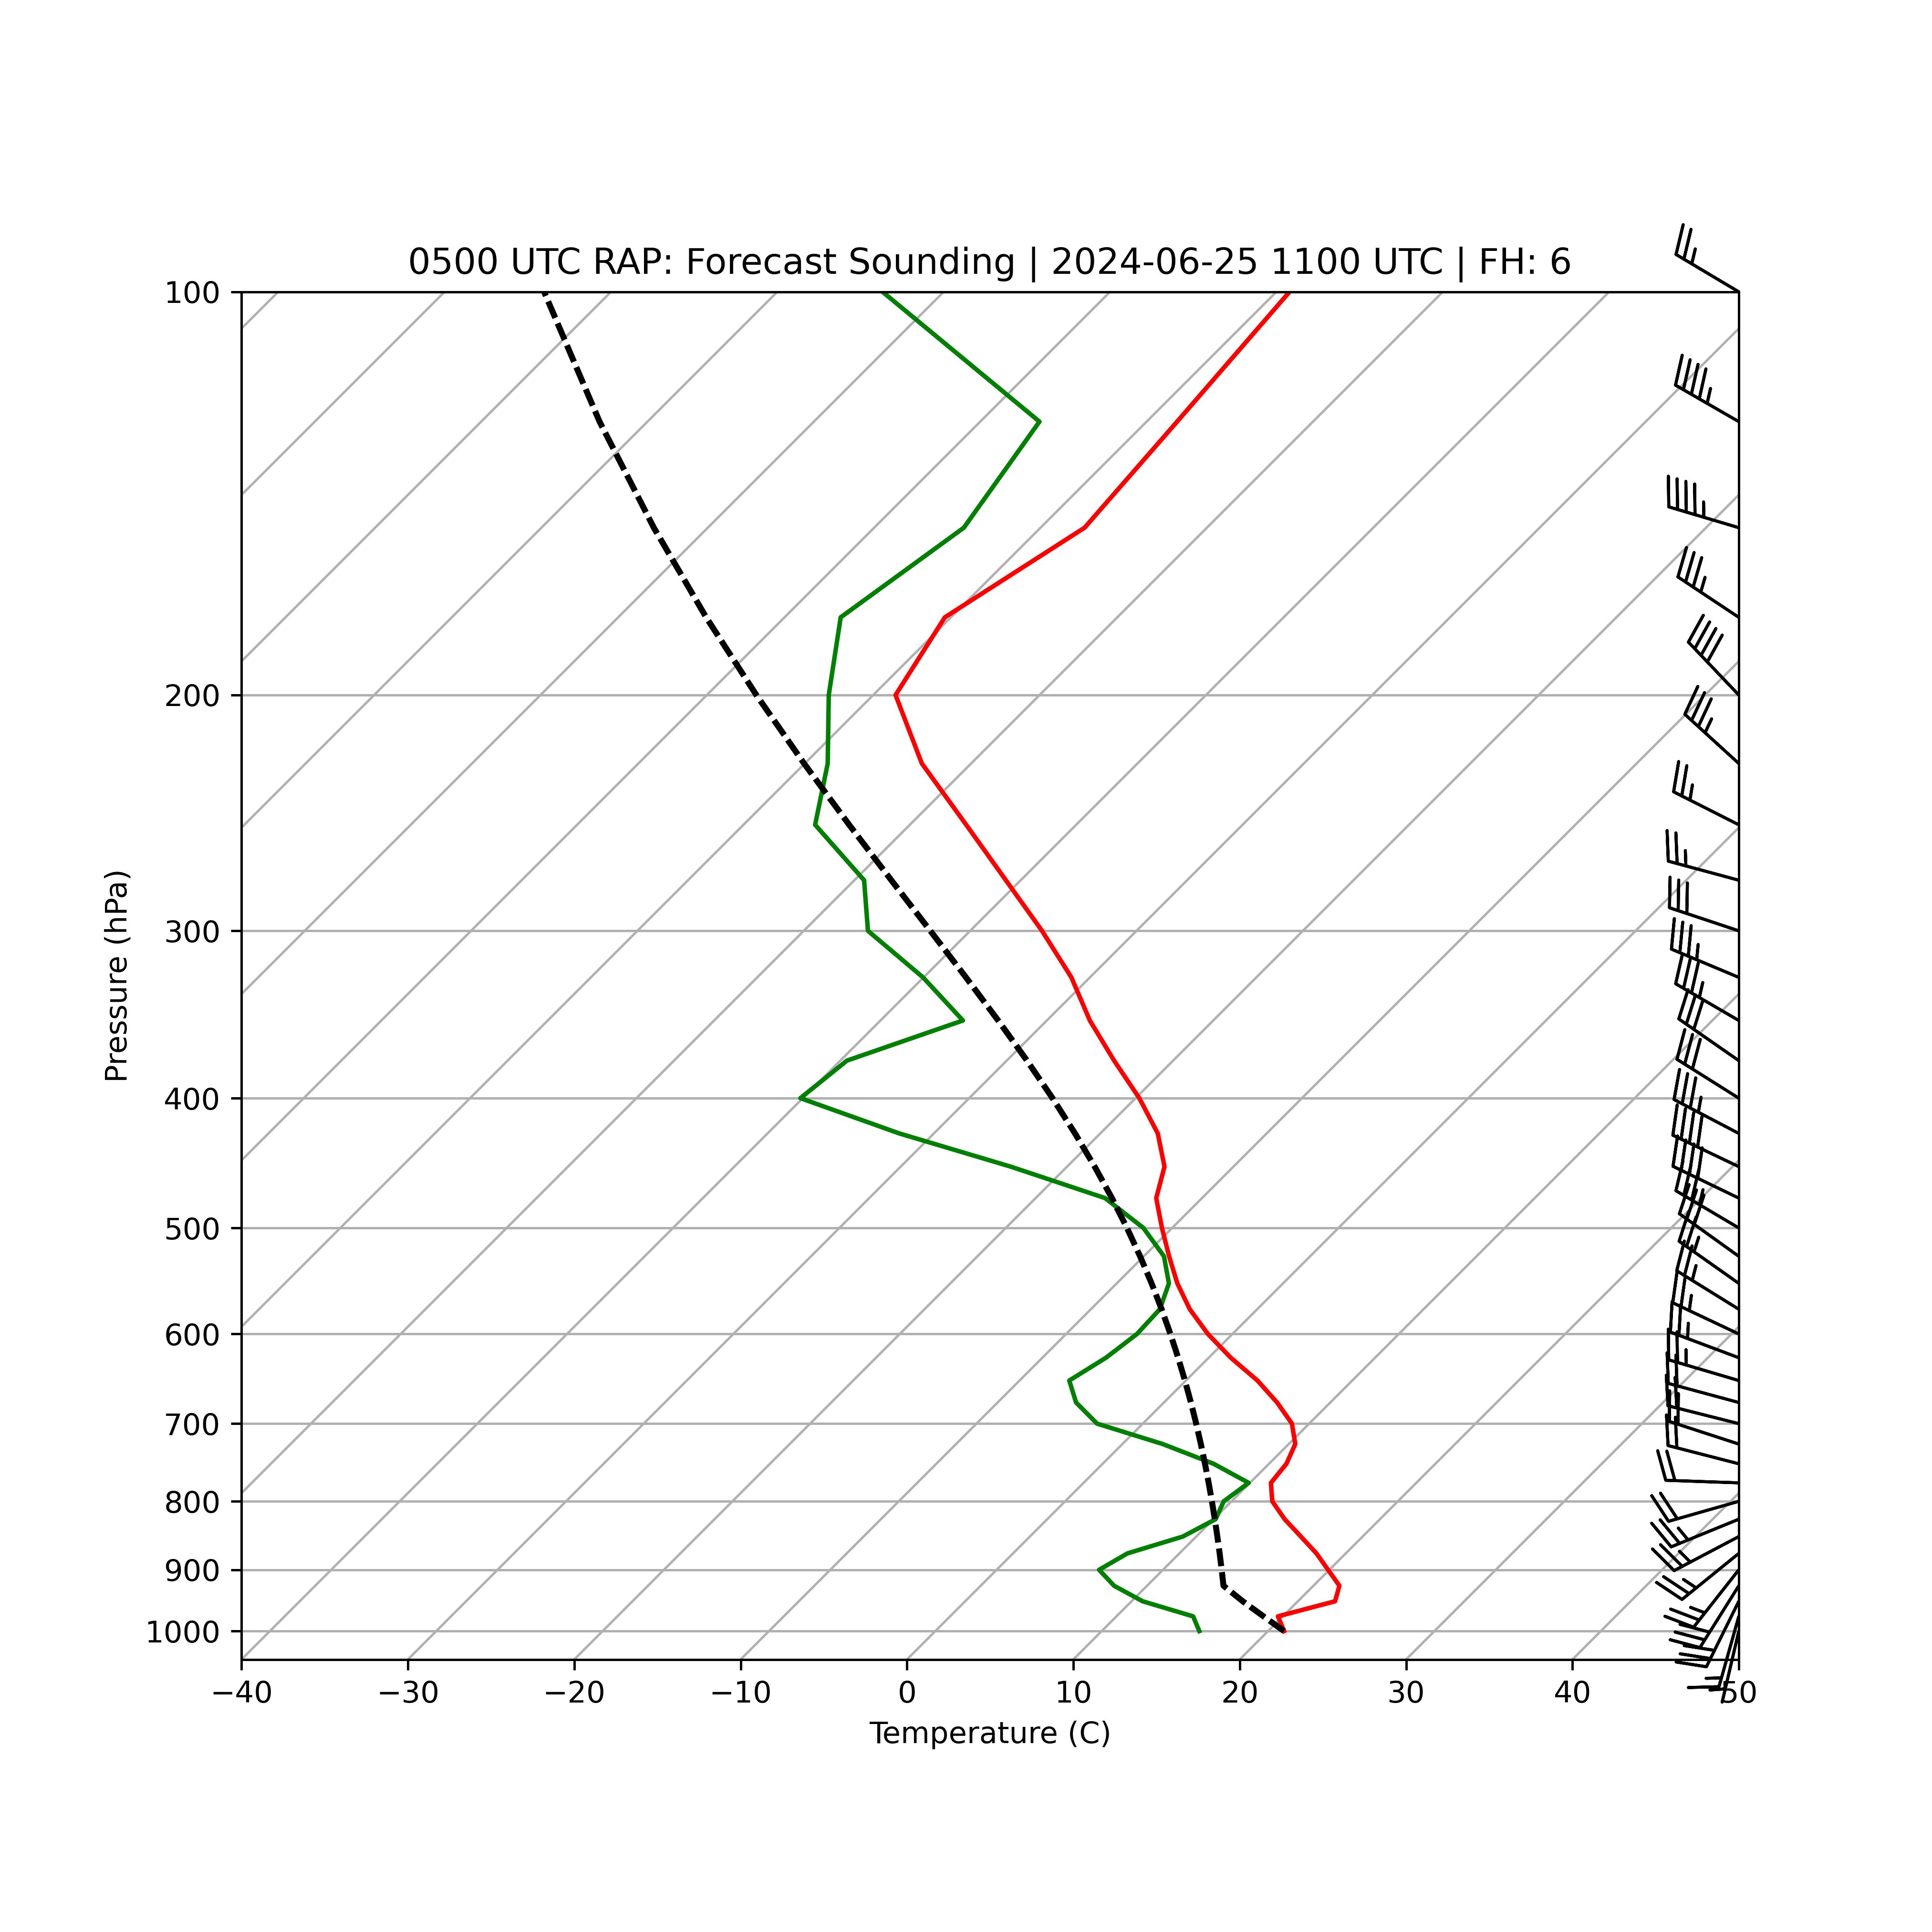 0500 UTC RAP: Forecast Sounding | 2024-06-25 1100 UTC | FH: 6
100
200
300
400
500
600
700
800
900
1000
Pressure (hPa)
−40 −30 −20 −10 0 10 20 30 40 50
Temperature (C)